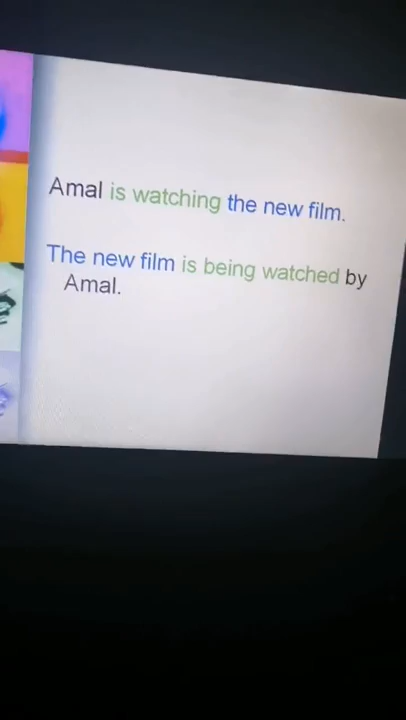 Amal is watching the new film.
The new film is being watched by
Amal.